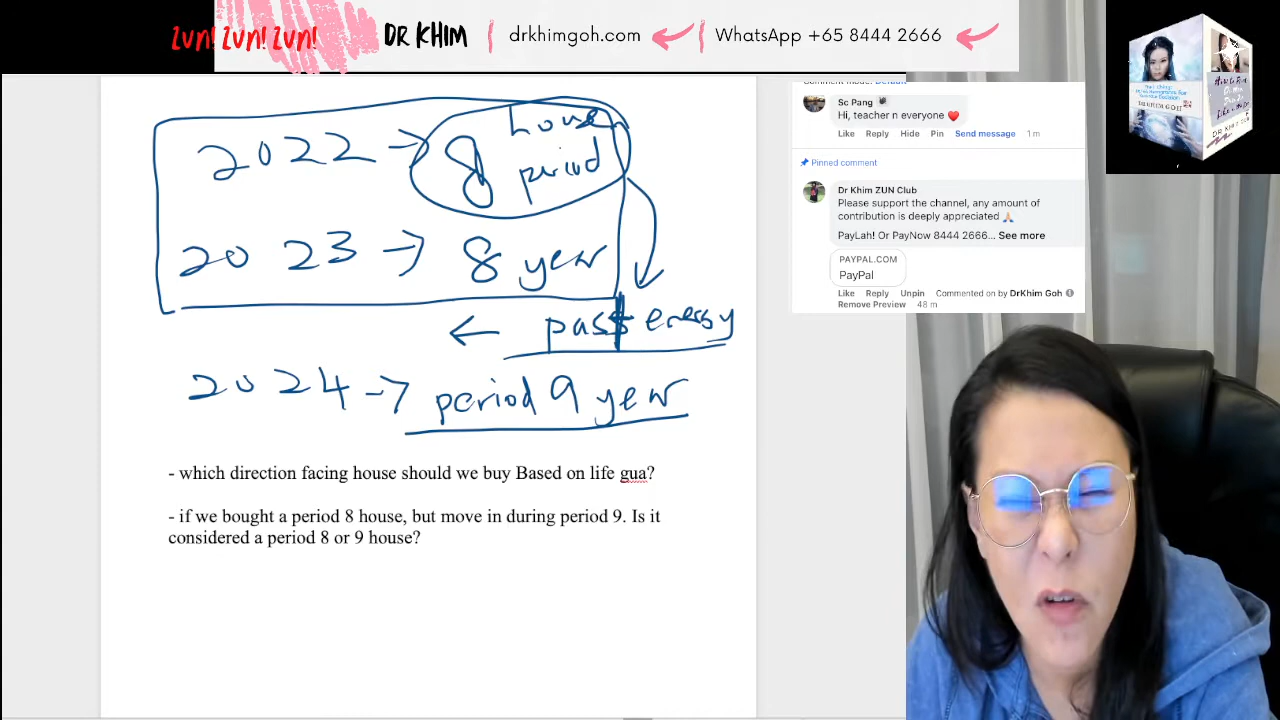 ZUN! ZUN! ZUN!
DR KHIM
drkhimgoh.com
WhatsApp +65 8444 2666
2022 → 8 house period
2023 → 8 year
← past energy
2024 → period 9 year
- which direction facing house should we buy Based on life gua?
- if we bought a period 8 house, but move in during period 9. Is it
considered a period 8 or 9 house?
Sc Pang
Hi, teacher n everyone ❤️
Like Reply Hide Pin Send message 1m
Pinned comment
Dr Khim ZUN Club
Please support the channel, any amount of
contribution is deeply appreciated 🙏
PayLah! Or PayNow 8444 2666... See more
PAYPAL.COM
PayPal
Like Reply Unpin Commented on by DrKhim Goh
Remove Preview 48 m